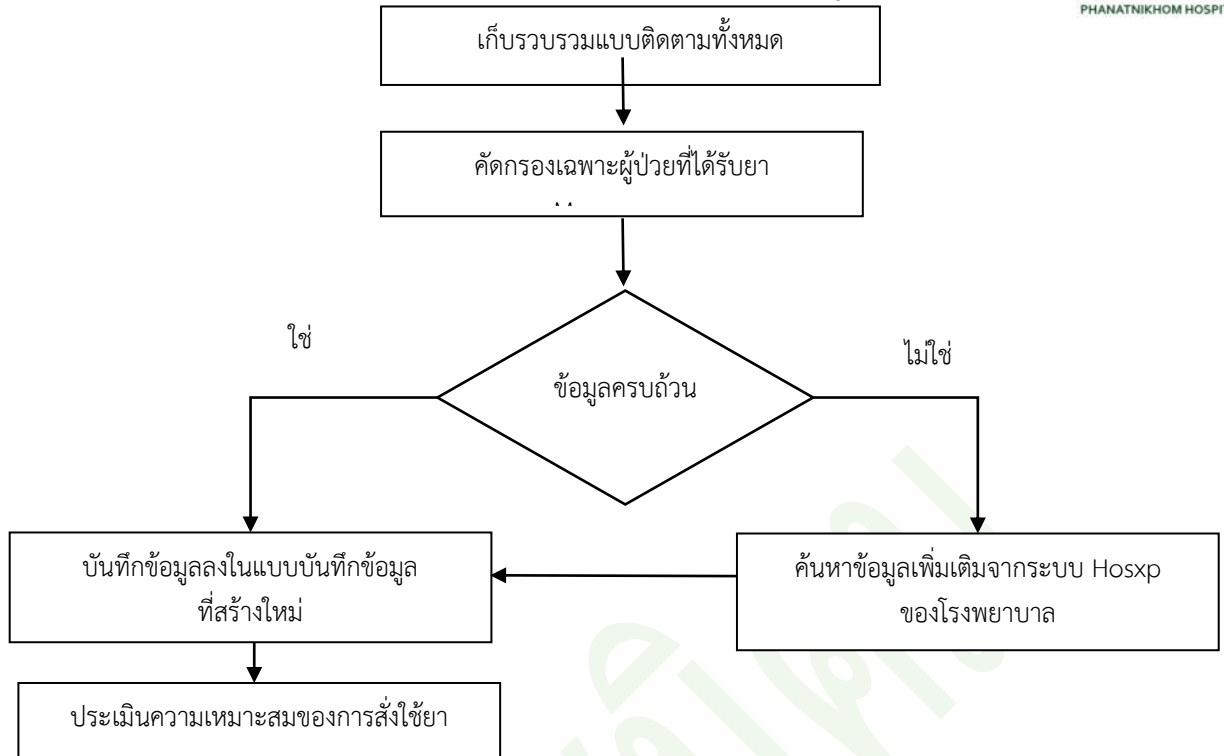 PHANATNIKHOM HOSPI
เก็บรวบรวมแบบติดตามทั้งหมด
คัดกรองเฉพาะผู้ป่วยที่ได้รับยา
ใช่
ไม่ใช่
ข้อมูลครบถ้วน
บันทึกข้อมูลลงในแบบบันทึกข้อมูล
ที่สร้างใหม่
ค้นหาข้อมูลเพิ่มเติมจากระบบ Hosxp
ของโรงพยาบาล
ประเมินความเหมาะสมของการสั่งใช้ยา